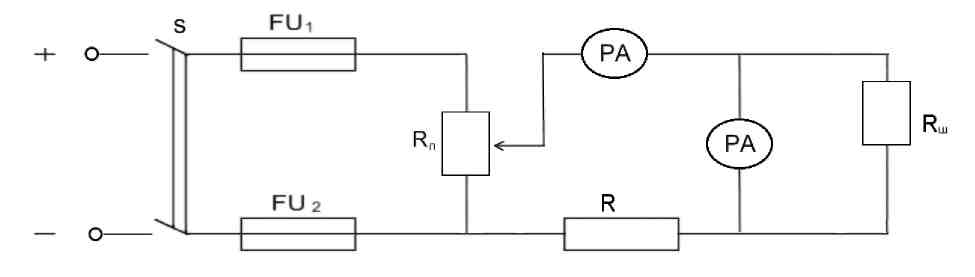 +
S
FU₁
PA
PA
Rₙ
Rш
−
FU₂
R